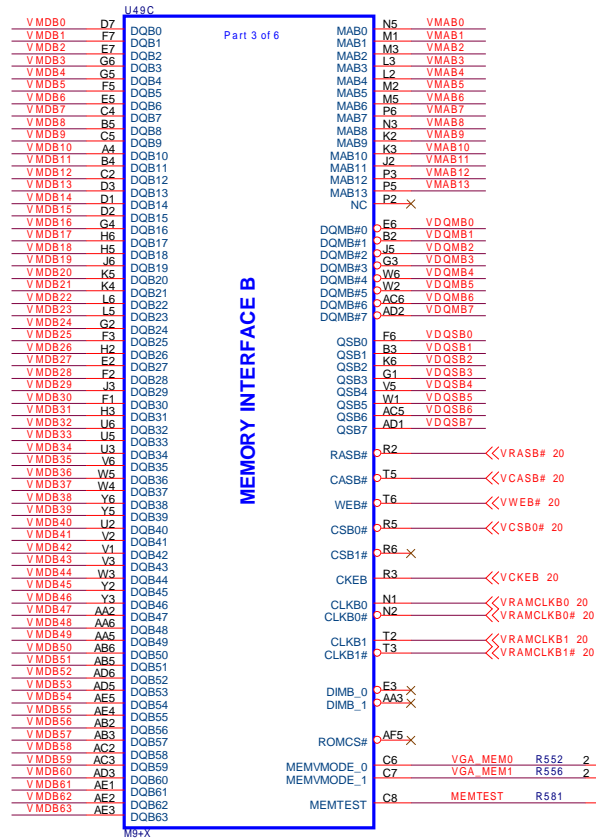 U49C
Part 3 of 6
MEMORY INTERFACE B
VMDB0 D7 DQB0
VMDB1 F7 DQB1
VMDB2 E7 DQB2
VMDB3 G6 DQB3
VMDB4 G5 DQB4
VMDB5 F5 DQB5
VMDB6 E5 DQB6
VMDB7 C4 DQB7
VMDB8 B5 DQB8
VMDB9 C5 DQB9
VMDB10 A4 DQB10
VMDB11 B4 DQB11
VMDB12 C2 DQB12
VMDB13 D3 DQB13
VMDB14 D1 DQB14
VMDB15 D2 DQB15
VMDB16 G4 DQB16
VMDB17 H6 DQB17
VMDB18 H5 DQB18
VMDB19 J6 DQB19
VMDB20 K5 DQB20
VMDB21 K4 DQB21
VMDB22 L6 DQB22
VMDB23 L5 DQB23
VMDB24 G2 DQB24
VMDB25 F3 DQB25
VMDB26 H2 DQB26
VMDB27 E2 DQB27
VMDB28 F2 DQB28
VMDB29 J3 DQB29
VMDB30 F1 DQB30
VMDB31 H3 DQB31
VMDB32 U6 DQB32
VMDB33 U5 DQB33
VMDB34 U3 DQB34
VMDB35 V6 DQB35
VMDB36 W5 DQB36
VMDB37 W4 DQB37
VMDB38 Y6 DQB38
VMDB39 Y5 DQB39
VMDB40 U2 DQB40
VMDB41 V2 DQB41
VMDB42 V1 DQB42
VMDB43 V3 DQB43
VMDB44 W3 DQB44
VMDB45 Y2 DQB45
VMDB46 Y3 DQB46
VMDB47 AA2 DQB47
VMDB48 AA6 DQB48
VMDB49 AA5 DQB49
VMDB50 AB6 DQB50
VMDB51 AB5 DQB51
VMDB52 AD6 DQB52
VMDB53 AD5 DQB53
VMDB54 AE5 DQB54
VMDB55 AE4 DQB55
VMDB56 AB2 DQB56
VMDB57 AB3 DQB57
VMDB58 AC2 DQB58
VMDB59 AC3 DQB59
VMDB60 AD3 DQB60
VMDB61 AE1 DQB61
VMDB62 AE2 DQB62
VMDB63 AE3 DQB63
MAB0 N5 VMAB0
MAB1 M1 VMAB1
MAB2 M3 VMAB2
MAB3 L3 VMAB3
MAB4 L2 VMAB4
MAB5 M2 VMAB5
MAB6 M5 VMAB6
MAB7 P6 VMAB7
MAB8 N3 VMAB8
MAB9 K2 VMAB9
MAB10 K3 VMAB10
MAB11 J2 VMAB11
MAB12 P3 VMAB12
MAB13 P5 VMAB13
NC P2
DQMB#0 E6 VDQMB0
DQMB#1 B2 VDQMB1
DQMB#2 J5 VDQMB2
DQMB#3 G3 VDQMB3
DQMB#4 W6 VDQMB4
DQMB#5 W2 VDQMB5
DQMB#6 AC6 VDQMB6
DQMB#7 AD2 VDQMB7
QSB0 F6 VDQSB0
QSB1 B3 VDQSB1
QSB2 K6 VDQSB2
QSB3 G1 VDQSB3
QSB4 V5 VDQSB4
QSB5 W1 VDQSB5
QSB6 AC5 VDQSB6
QSB7 AD1 VDQSB7
RASB# R2 VRASB# 20
CASB# T5 VCASB# 20
WEB# T6 VWEB# 20
CSB0# R5 VCSB0# 20
CSB1# R6
CKEB R3 VCKEB 20
CLKB0 N1 VRAMCLKB0 20
CLKB0# N2 VRAMCLKB0# 20
CLKB1 T2 VRAMCLKB1 20
CLKB1# T3 VRAMCLKB1# 20
DIMB_0 E3
DIMB_1 AA3
ROMCS# AF5
MEMVMODE_0 C6 VGA_MEM0 R552 2
MEMVMODE_1 C7 VGA_MEM1 R556 2
MEMTEST C8 MEMTEST R581
M9+X